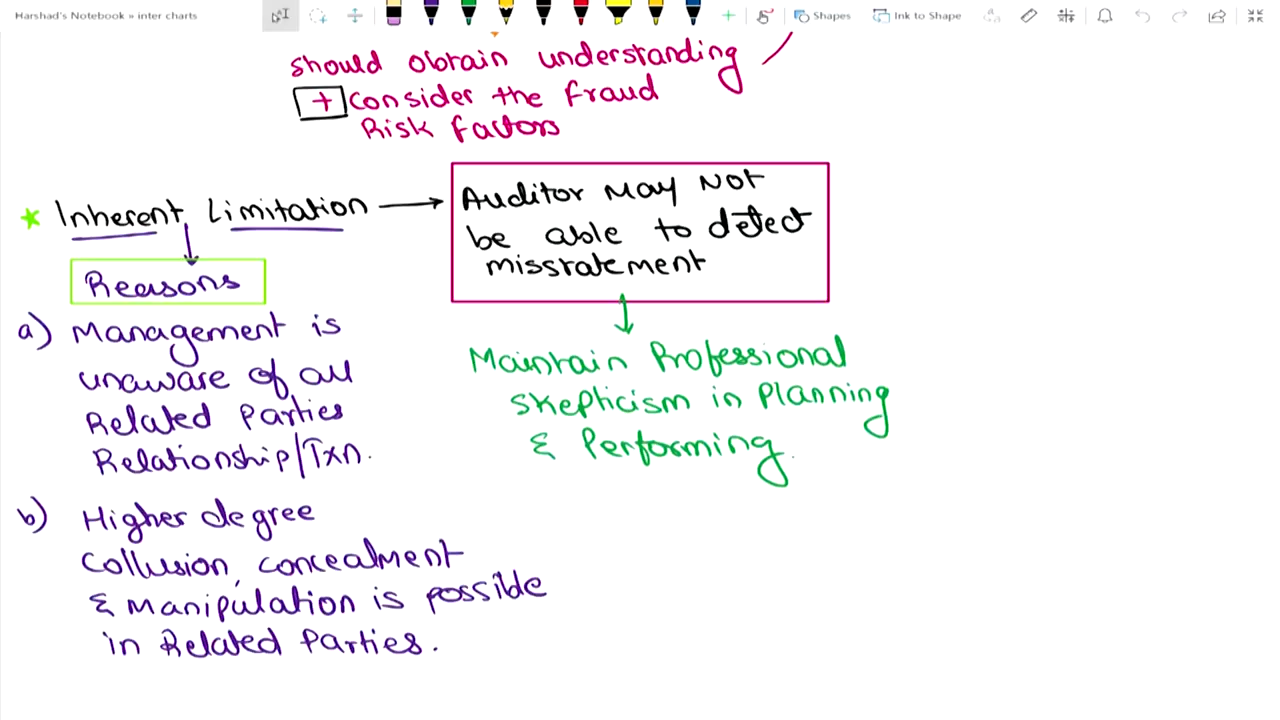 Harshad's Notebook » inter charts
Shapes
Ink to Shape
should obtain understanding
+ Consider the fraud
Risk factors
Inherent Limitation
Auditor May Not
be able to detect
misstatement
Reasons
a) Management is
unaware of all
Related Parties
Relationship/Txn.
Maintain Professional
skepticism in Planning
& Performing
b) Higher degree
Collusion, concealment
& Manipulation is possible
in Related Parties.